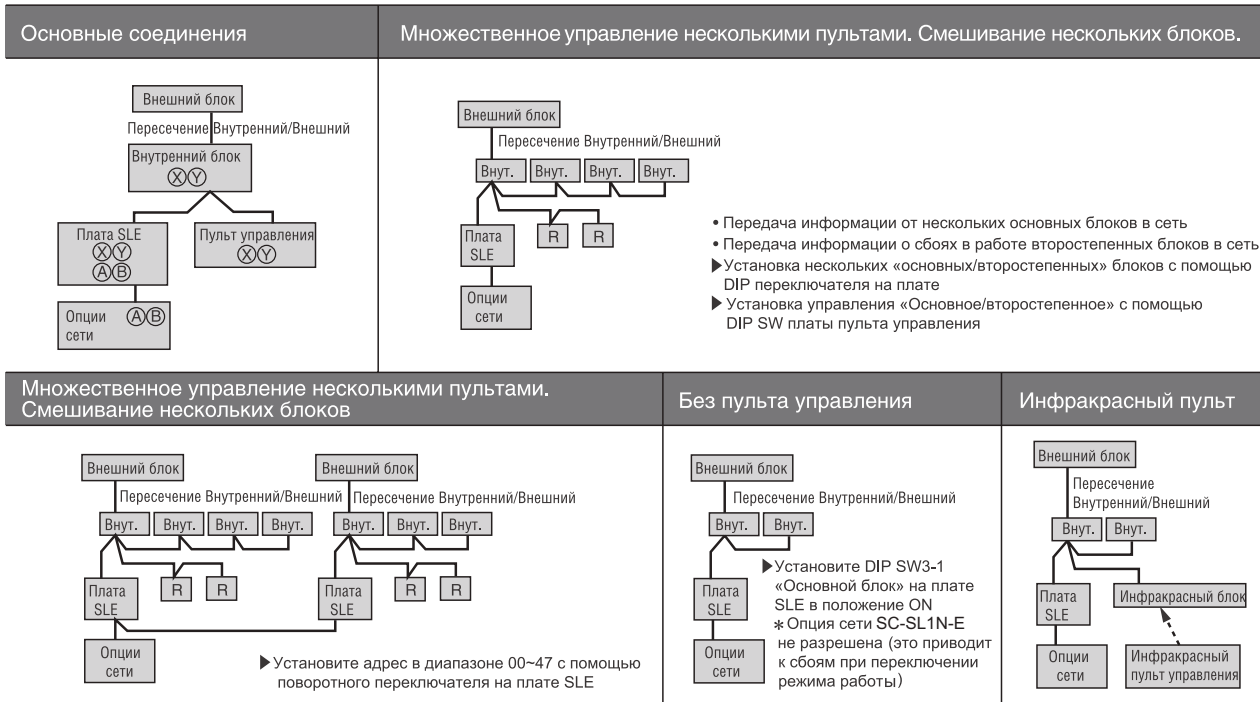 Основные соединения
Множественное управление несколькими пультами. Смешивание нескольких блоков.
Внешний блок
Пересечение Внутренний/Внешний
Внутренний блок
ⓍⓎ
Плата SLE
ⓍⓎ
ⒶⒷ
Пульт управления
ⓍⓎ
Опции ⒶⒷ
сети
Внешний блок
Пересечение Внутренний/Внешний
Внут. Внут. Внут. Внут.
Плата
SLE
R R
Опции
сети
• Передача информации от нескольких основных блоков в сеть
• Передача информации о сбоях в работе второстепенных блоков в сеть
▶Установка нескольких «основных/второстепенных» блоков с помощью
DIP переключателя на плате
▶ Установка управления «Основное/второстепенное» с помощью
DIP SW платы пульта управления
Множественное управление несколькими пультами.
Смешивание нескольких блоков
Внешний блок
Пересечение Внутренний/Внешний
Внут. Внут. Внут. Внут.
Плата
SLE
R R
Опции
сети
Внешний блок
Пересечение Внутренний/Внешний
Внут. Внут. Внут.
Плата
SLE
R R
▶Установите адрес в диапазоне 00~47 с помощью
поворотного переключателя на плате SLE
Без пульта управления
Внешний блок
Пересечение Внутренний/Внешний
Внут. Внут.
Плата
SLE
Опции
сети
▶Установите DIP SW3-1
«Основной блок» на плате
SLE в положение ON
＊Опция сети SC-SL1N-E
не разрешена (это приводит
к сбоям при переключении
режима работы)
Инфракрасный пульт
Внешний блок
Пересечение
Внутренний/Внешний
Внут. Внут.
Плата
SLE
Инфракрасный блок
Опции
сети
Инфракрасный
пульт управления